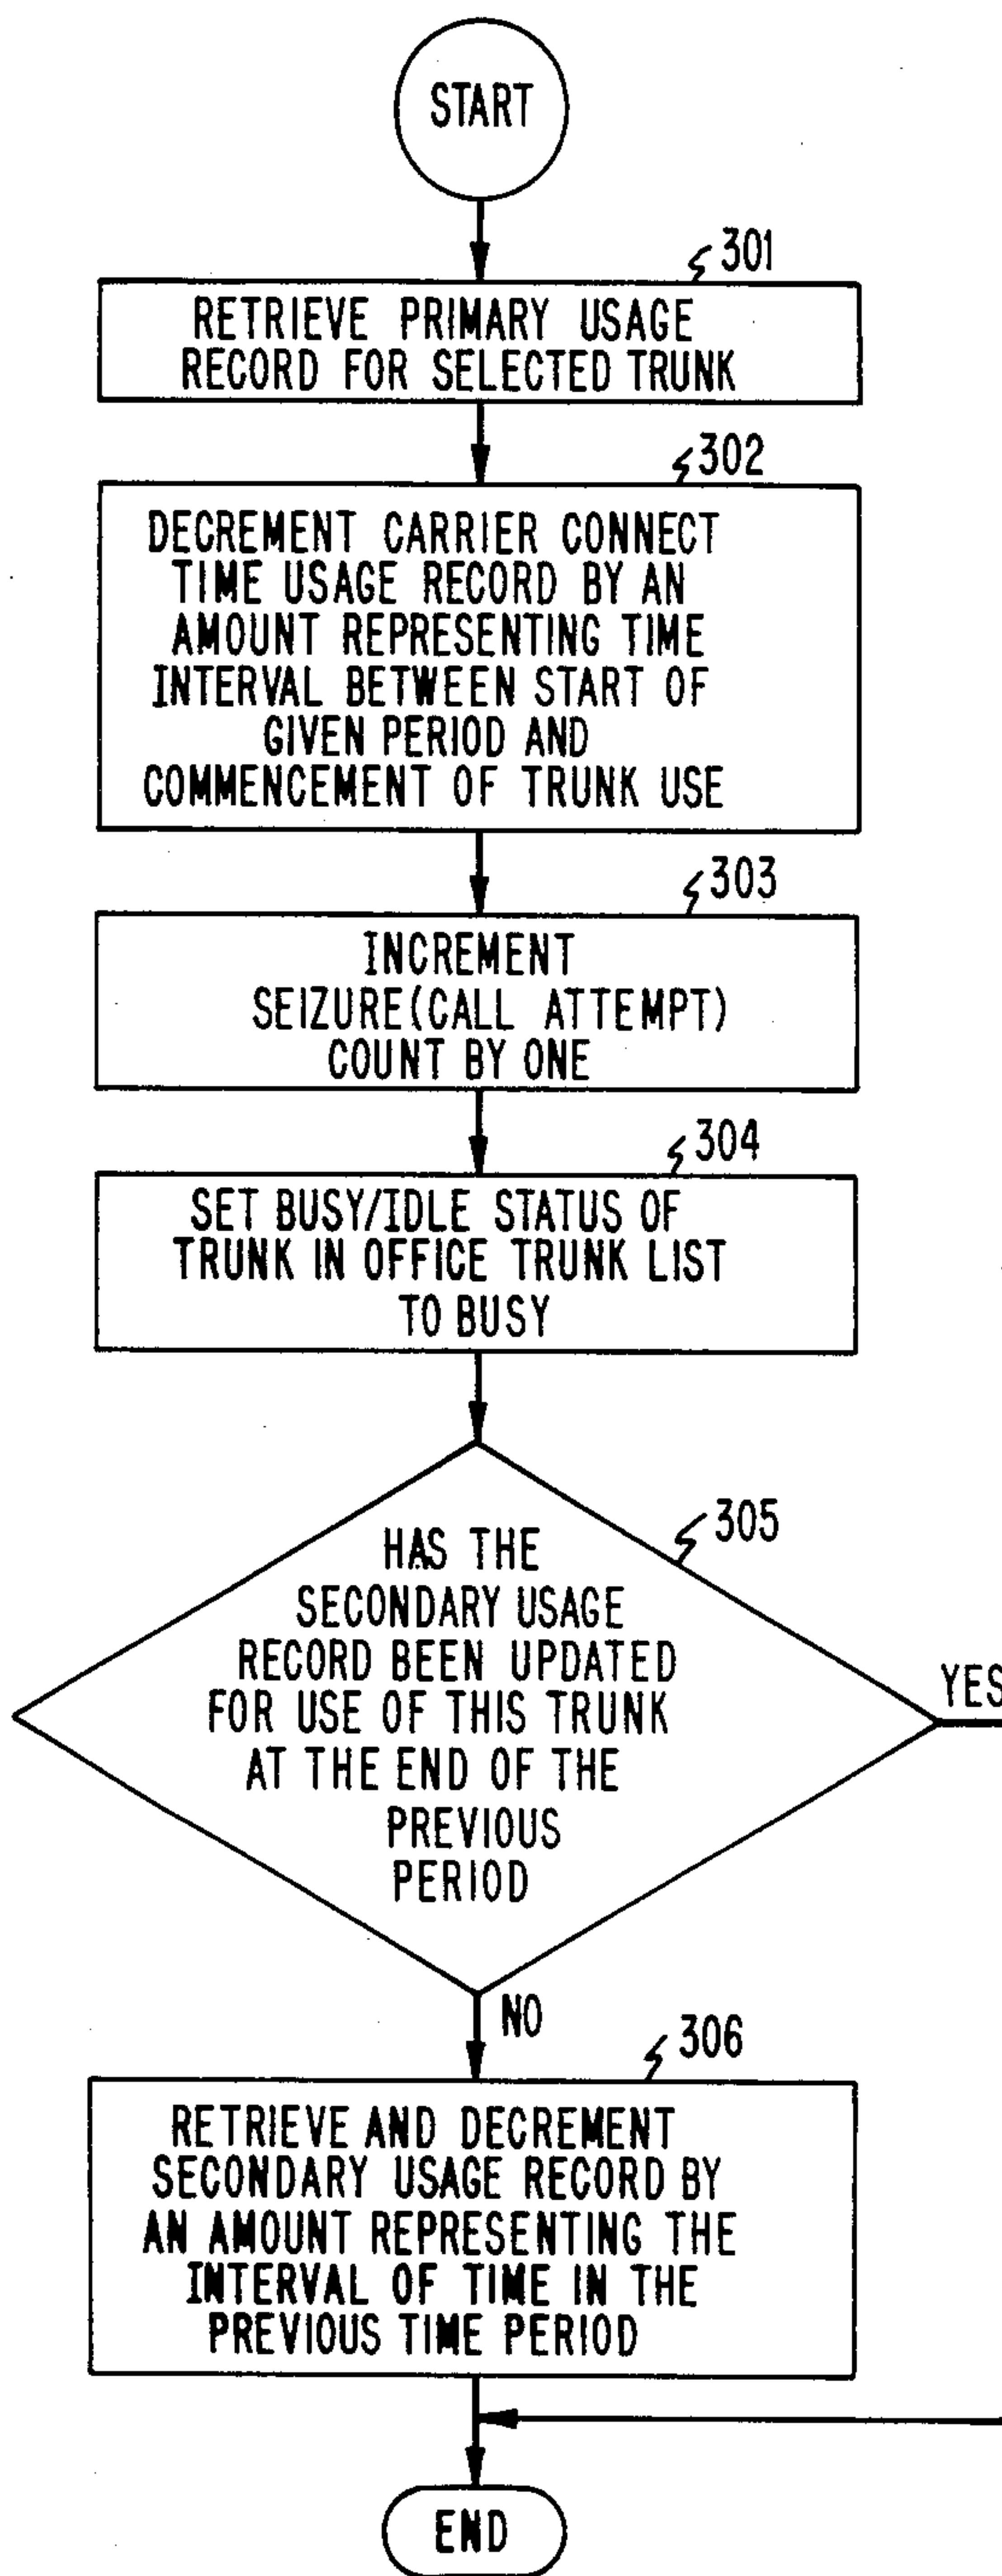 START
301
RETRIEVE PRIMARY USAGE
RECORD FOR SELECTED TRUNK
302
DECREMENT CARRIER CONNECT
TIME USAGE RECORD BY AN
AMOUNT REPRESENTING TIME
INTERVAL BETWEEN START OF
GIVEN PERIOD AND
COMMENCEMENT OF TRUNK USE
303
INCREMENT
SEIZURE(CALL ATTEMPT)
COUNT BY ONE
304
SET BUSY/IDLE STATUS OF
TRUNK IN OFFICE TRUNK LIST
TO BUSY
305
HAS THE
SECONDARY USAGE
RECORD BEEN UPDATED
FOR USE OF THIS TRUNK
AT THE END OF THE
PREVIOUS
PERIOD
YES
NO
306
RETRIEVE AND DECREMENT
SECONDARY USAGE RECORD BY
AN AMOUNT REPRESENTING THE
INTERVAL OF TIME IN THE
PREVIOUS TIME PERIOD
END